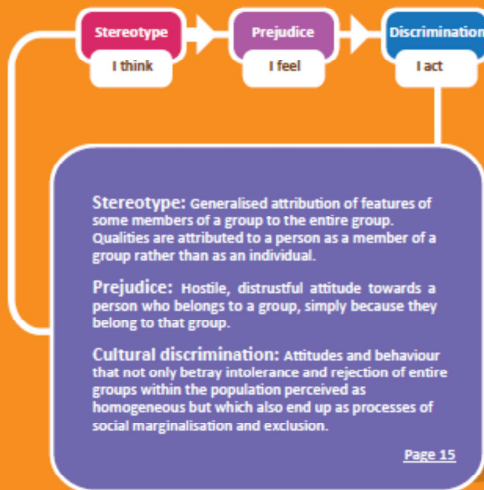 Stereotype
Prejudice
Discrimination
I think
I feel
I act
Stereotype: Generalised attribution of features of
some members of a group to the entire group.
Qualities are attributed to a person as a member of a
group rather than as an individual.
Prejudice: Hostile, distrustful attitude towards a
person who belongs to a group, simply because they
belong to that group.
Cultural discrimination: Attitudes and behaviour
that not only betray intolerance and rejection of entire
groups within the population perceived as
homogeneous but which also end up as processes of
social marginalisation and exclusion.
Page 15